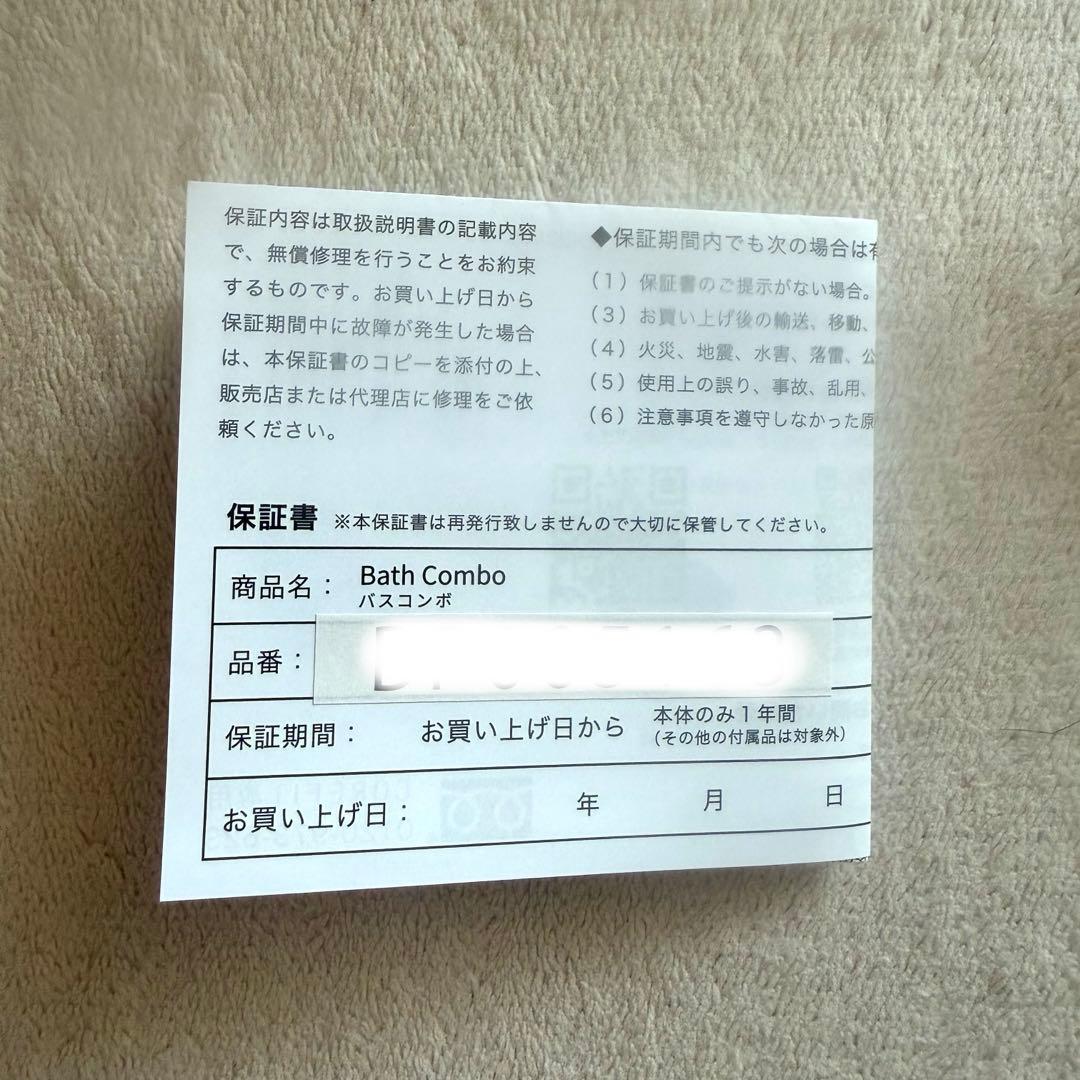 保証内容は取扱説明書の記載内容
で、無償修理を行うことをお約束
するものです。お買い上げ日から
保証期間中に故障が発生した場合
は、本保証書のコピーを添付の上、
販売店または代理店に修理をご依
頼ください。
◆保証期間内でも次の場合は有
(1)保証書のご提示がない場合。
(3)お買い上げ後の輸送、移動、
(4)火災、地震、水害、落雷、公
(5)使用上の誤り、事故、乱用、
(6)注意事項を遵守しなかった原
保証書 ※本保証書は再発行致しませんので大切に保管してください。
商品名： Bath Combo
バスコンボ
品番：
保証期間： お買い上げ日から 本体のみ1年間
(その他の付属品は対象外)
お買い上げ日： 年 月 日